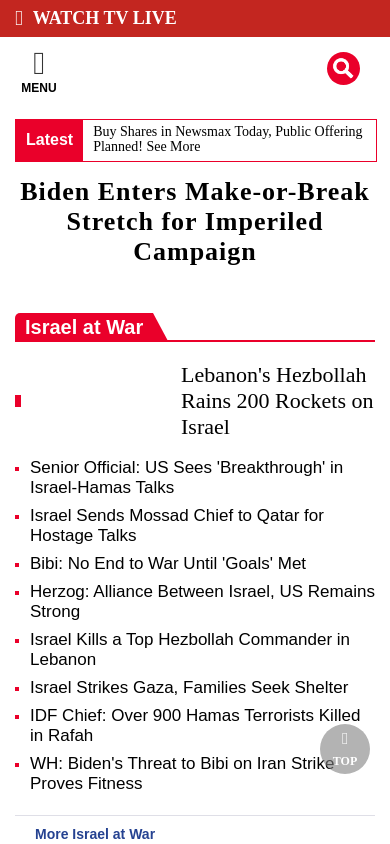 WATCH TV LIVE
MENU
Latest
Buy Shares in Newsmax Today, Public Offering
Planned! See More
Biden Enters Make-or-Break
Stretch for Imperiled
Campaign
Israel at War
Lebanon's Hezbollah
Rains 200 Rockets on
Israel
Senior Official: US Sees 'Breakthrough' in
Israel-Hamas Talks
Israel Sends Mossad Chief to Qatar for
Hostage Talks
Bibi: No End to War Until 'Goals' Met
Herzog: Alliance Between Israel, US Remains
Strong
Israel Kills a Top Hezbollah Commander in
Lebanon
Israel Strikes Gaza, Families Seek Shelter
IDF Chief: Over 900 Hamas Terrorists Killed
in Rafah
WH: Biden's Threat to Bibi on Iran Strike
Proves Fitness
TOP
More Israel at War